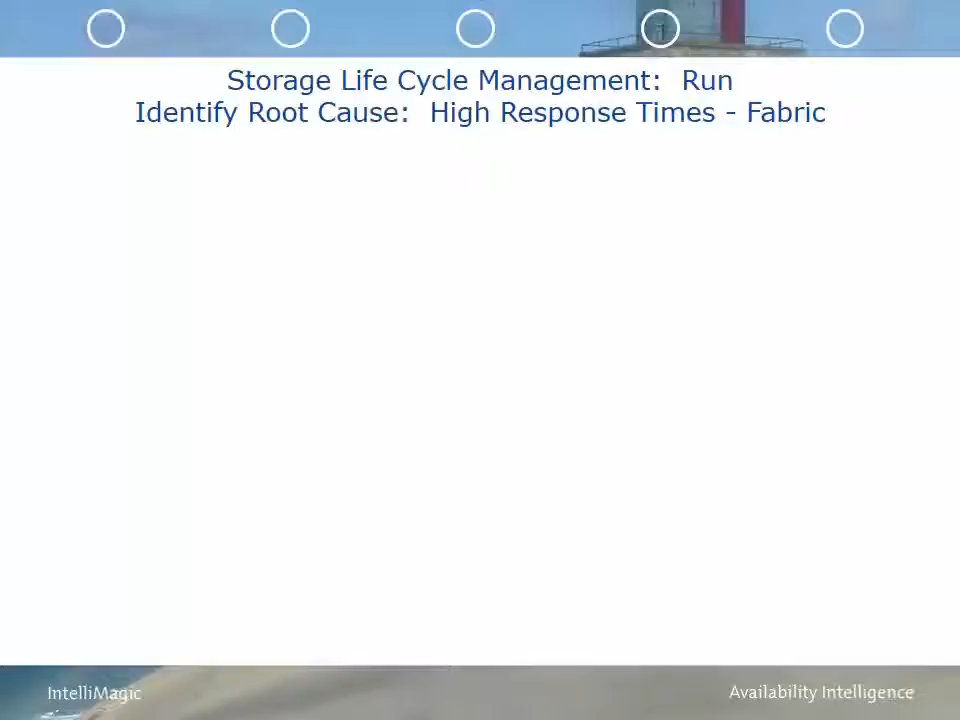 Storage Life Cycle Management:  Run
Identify Root Cause:  High Response Times - Fabric
IntelliMagic
Availability Intelligence